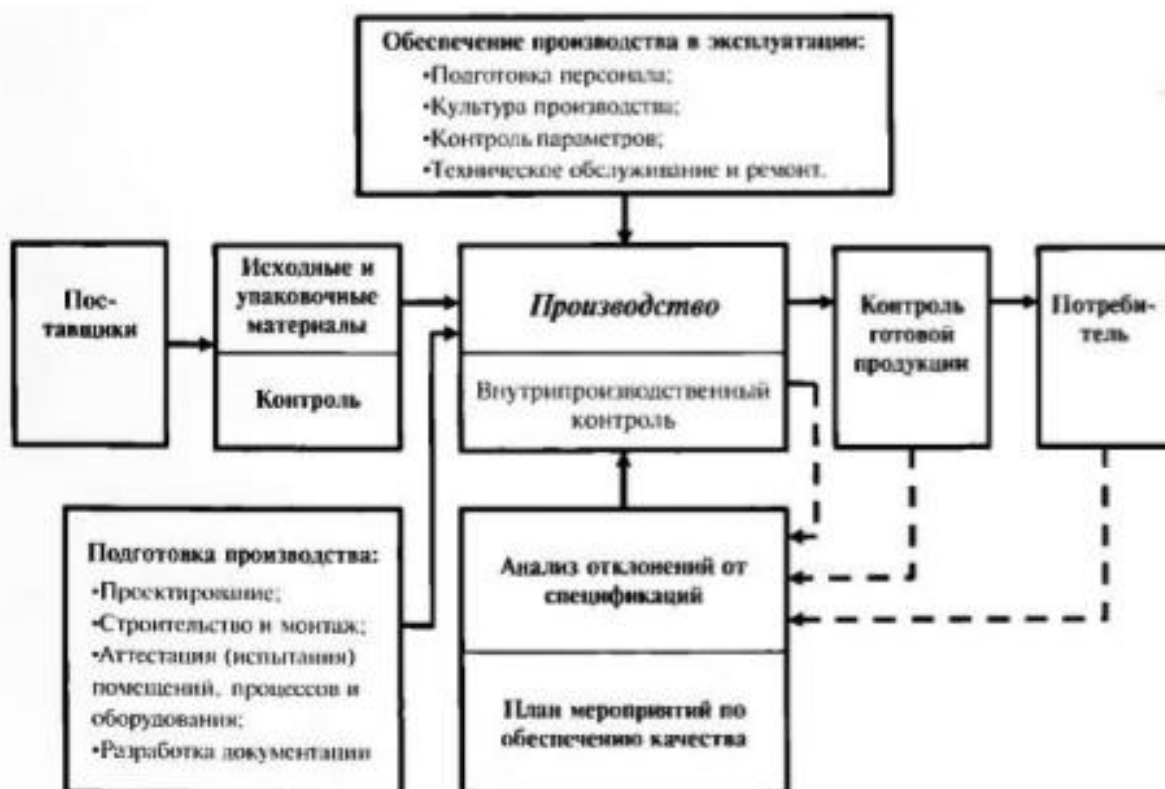 Обеспечение производства в эксплуатации:
•Подготовка персонала;
•Культура производства;
•Контроль параметров;
•Техническое обслуживание и ремонт.
Пос-
тавщики
Исходные и
упаковочные
материалы
Контроль
Производство
Внутрипроизводственный
контроль
Контроль
готовой
продукции
Потреби-
тель
Подготовка производства:
•Проектирование;
•Строительство и монтаж;
•Аттестация (испытания)
помещений, процессов и
оборудования;
•Разработка документации
Анализ отклонений от
спецификаций
План мероприятий по
обеспечению качества